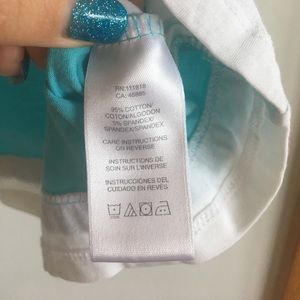 RN:111818
CA: 45885
95% COTTON/
COTON/ALGODON
5% SPANDEX/
SPANDEX/SPANDEX
CARE INSTRUCTIONS
ON REVERSE
INSTRUCTIONS DE
SOIN SUR L'INVERSE
INSTRUCCIONES DEL
CUIDADO EN REVÉS